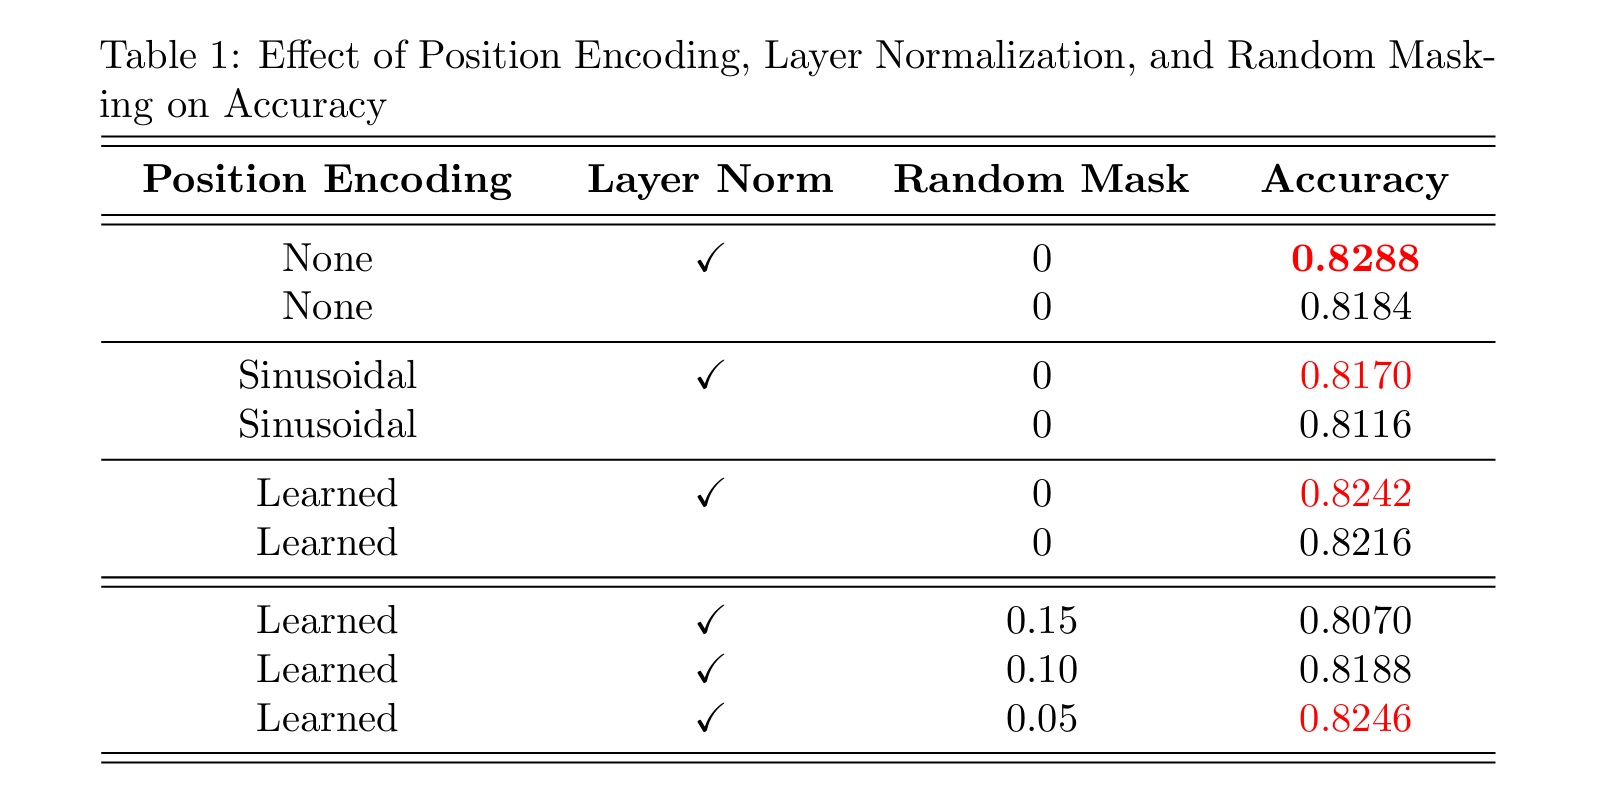 Table 1: Effect of Position Encoding, Layer Normalization, and Random Mask-
ing on Accuracy
Position Encoding Layer Norm Random Mask Accuracy
None ✓ 0 0.8288
None 0 0.8184
Sinusoidal ✓ 0 0.8170
Sinusoidal 0 0.8116
Learned ✓ 0 0.8242
Learned 0 0.8216
Learned ✓ 0.15 0.8070
Learned ✓ 0.10 0.8188
Learned ✓ 0.05 0.8246